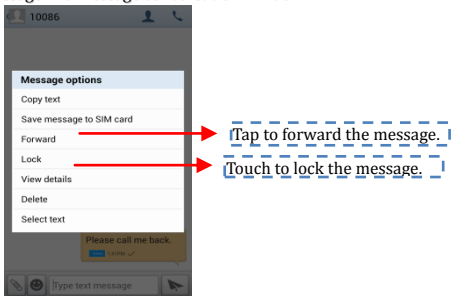 10086
Message options
Copy text
Save message to SIM card
Forward
Tap to forward the message.
Lock
Touch to lock the message.
View details
Delete
Select text
Please call me back.
Type text message